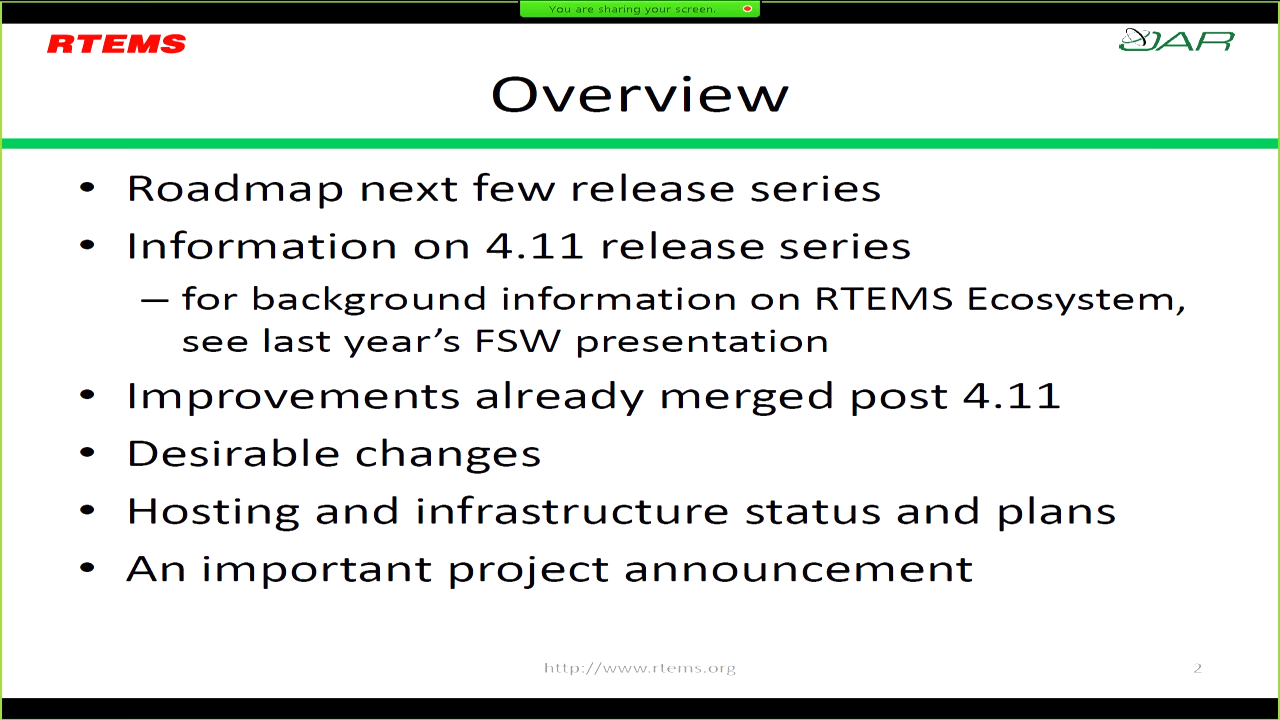 You are sharing your screen.
RTEMS
OAR
Overview
• Roadmap next few release series
• Information on 4.11 release series
– for background information on RTEMS Ecosystem,
see last year’s FSW presentation
• Improvements already merged post 4.11
• Desirable changes
• Hosting and infrastructure status and plans
• An important project announcement
http://www.rtems.org
2